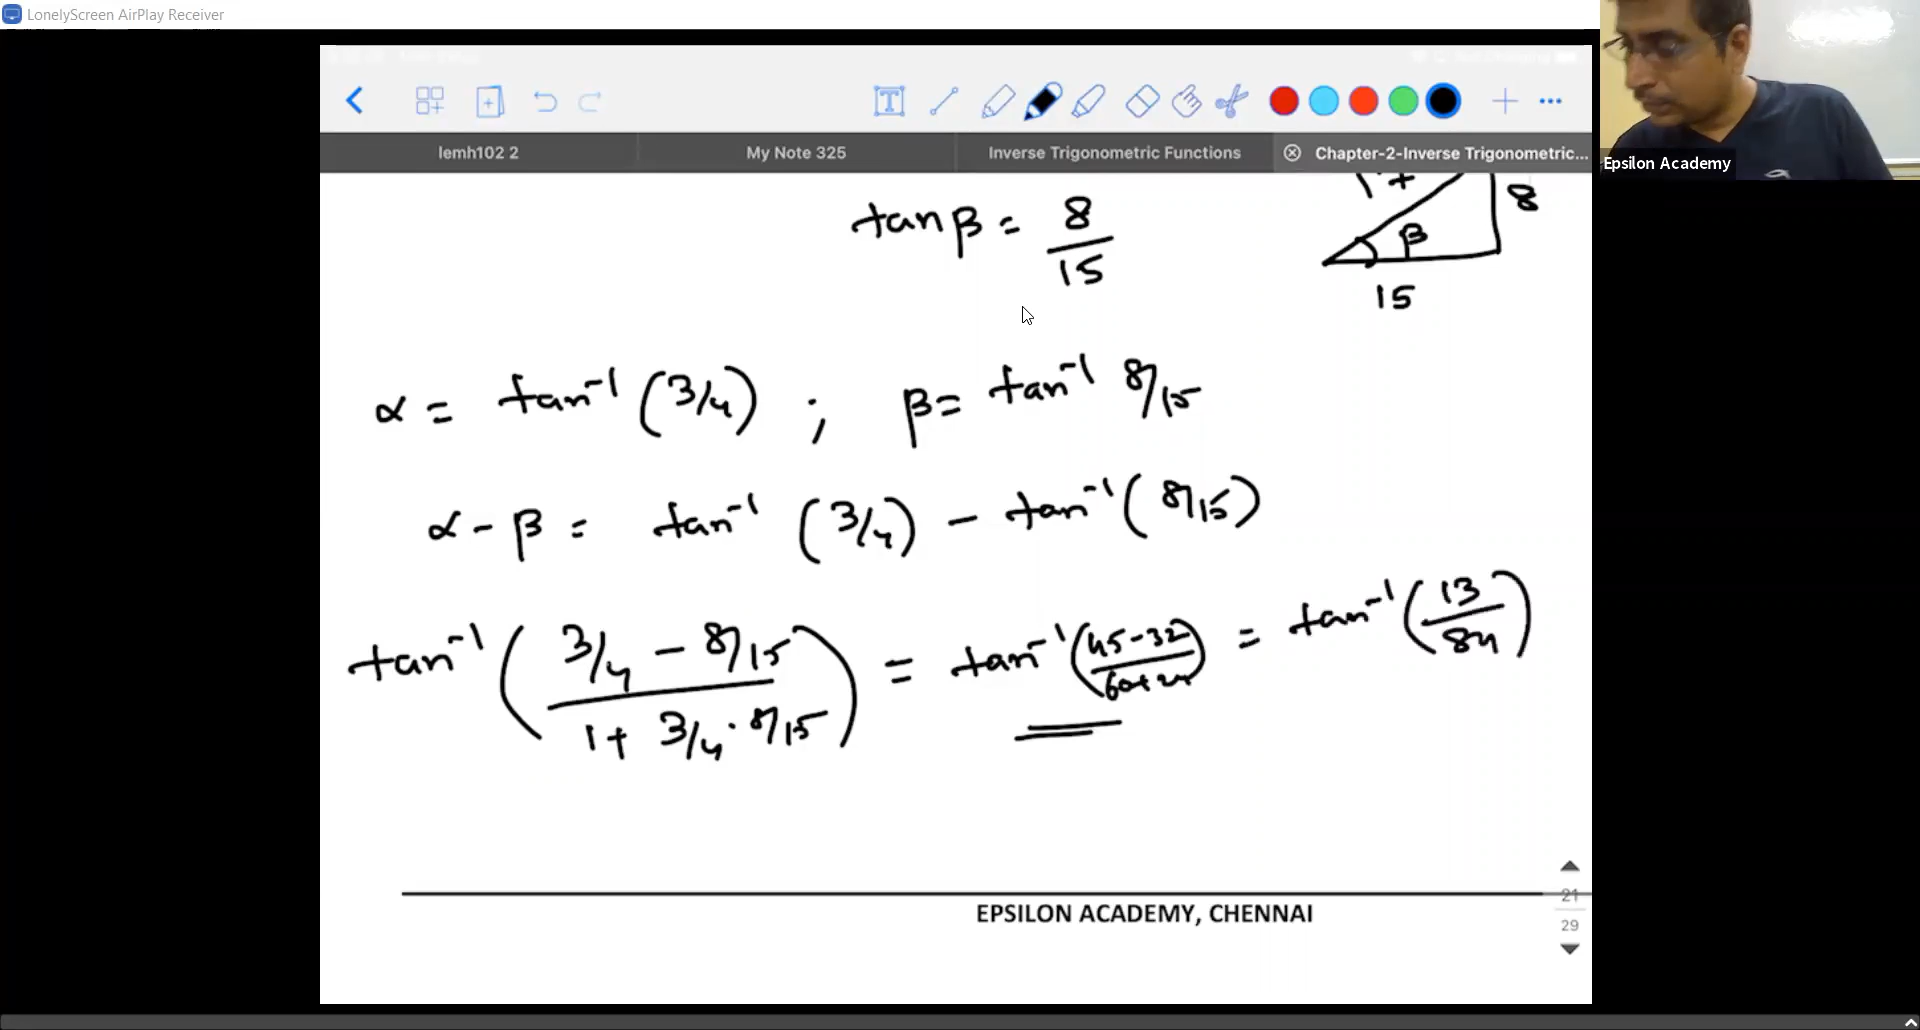 LonelyScreen AirPlay Receiver
lemh102 2 My Note 325 Inverse Trigonometric Functions Chapter-2-Inverse Trigonometric...
Epsilon Academy
8
tan β = 8/15
β
15
α = tan⁻¹ (3/4) ; β = tan⁻¹ 8/15
α - β = tan⁻¹ (3/4) - tan⁻¹ (8/15)
tan⁻¹ ( (3/4 - 8/15) / (1 + 3/4 · 8/15) ) = tan⁻¹ ( (45-32) / (60+24) ) = tan⁻¹ (13/84)
21
29
EPSILON ACADEMY, CHENNAI